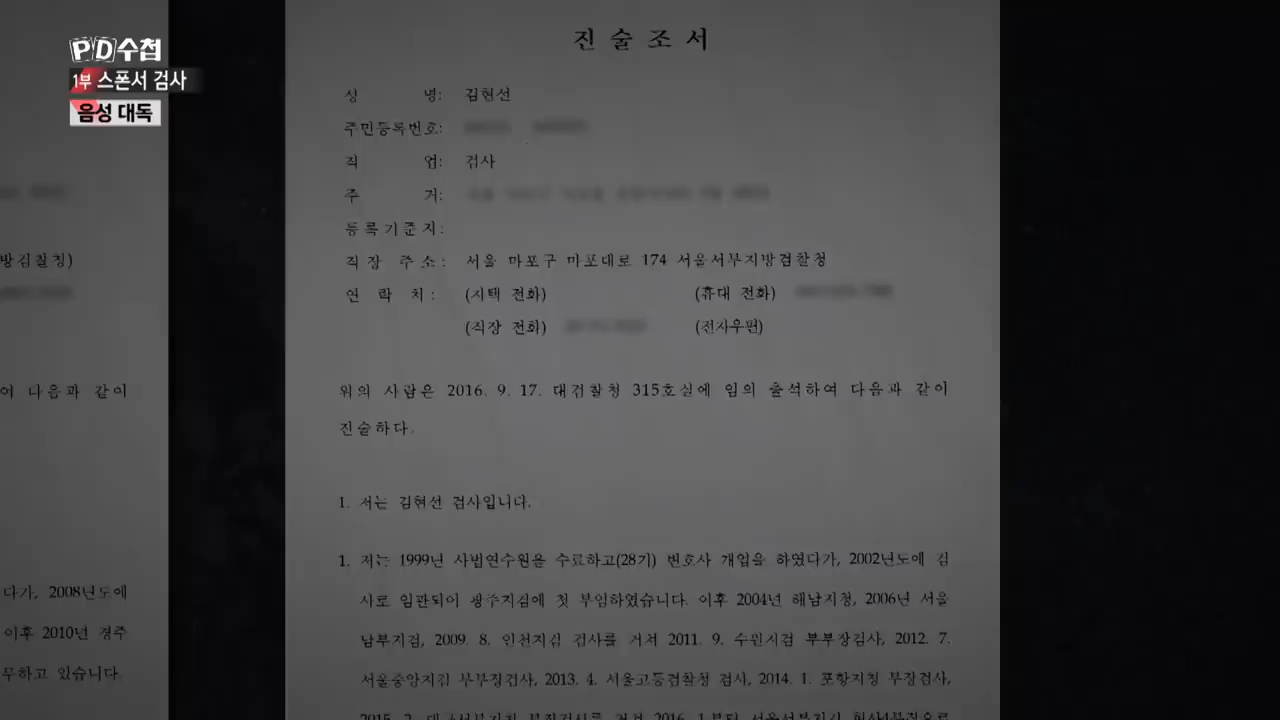 PD수첩
1부 스폰서 검사
음성 대독
진술조서
성 명: 김현선
주민등록번호:
직 업: 검사
주 거:
등록기준지:
직장 주소: 서울 마포구 마포대로 174 서울서부지방검찰청
연 락 처: (자택 전화) (휴대 전화)
(직장 전화) (전자우편)
위의 사람은 2016. 9. 17. 대검찰청 315호실에 임의 출석하여 다음과 같이
진술하다.
1. 저는 김현선 검사입니다.
1. 저는 1999년 사법연수원을 수료하고(28기) 변호사 개업을 하였다가, 2002년도에 검
사로 임관되어 광주지검에 첫 부임하였습니다. 이후 2004년 해남지청, 2006년 서울
남부지검, 2009. 8. 인천지검 검사를 거쳐 2011. 9. 수원지검 부부장검사, 2012. 7.
서울중앙지검 부부장검사, 2013. 4. 서울고등검찰청 검사, 2014. 1. 포항지청 부장검사,
방검찰청)
여 다음과 같이
다가, 2008년도에
이후 2010년 경주
무하고 있습니다.